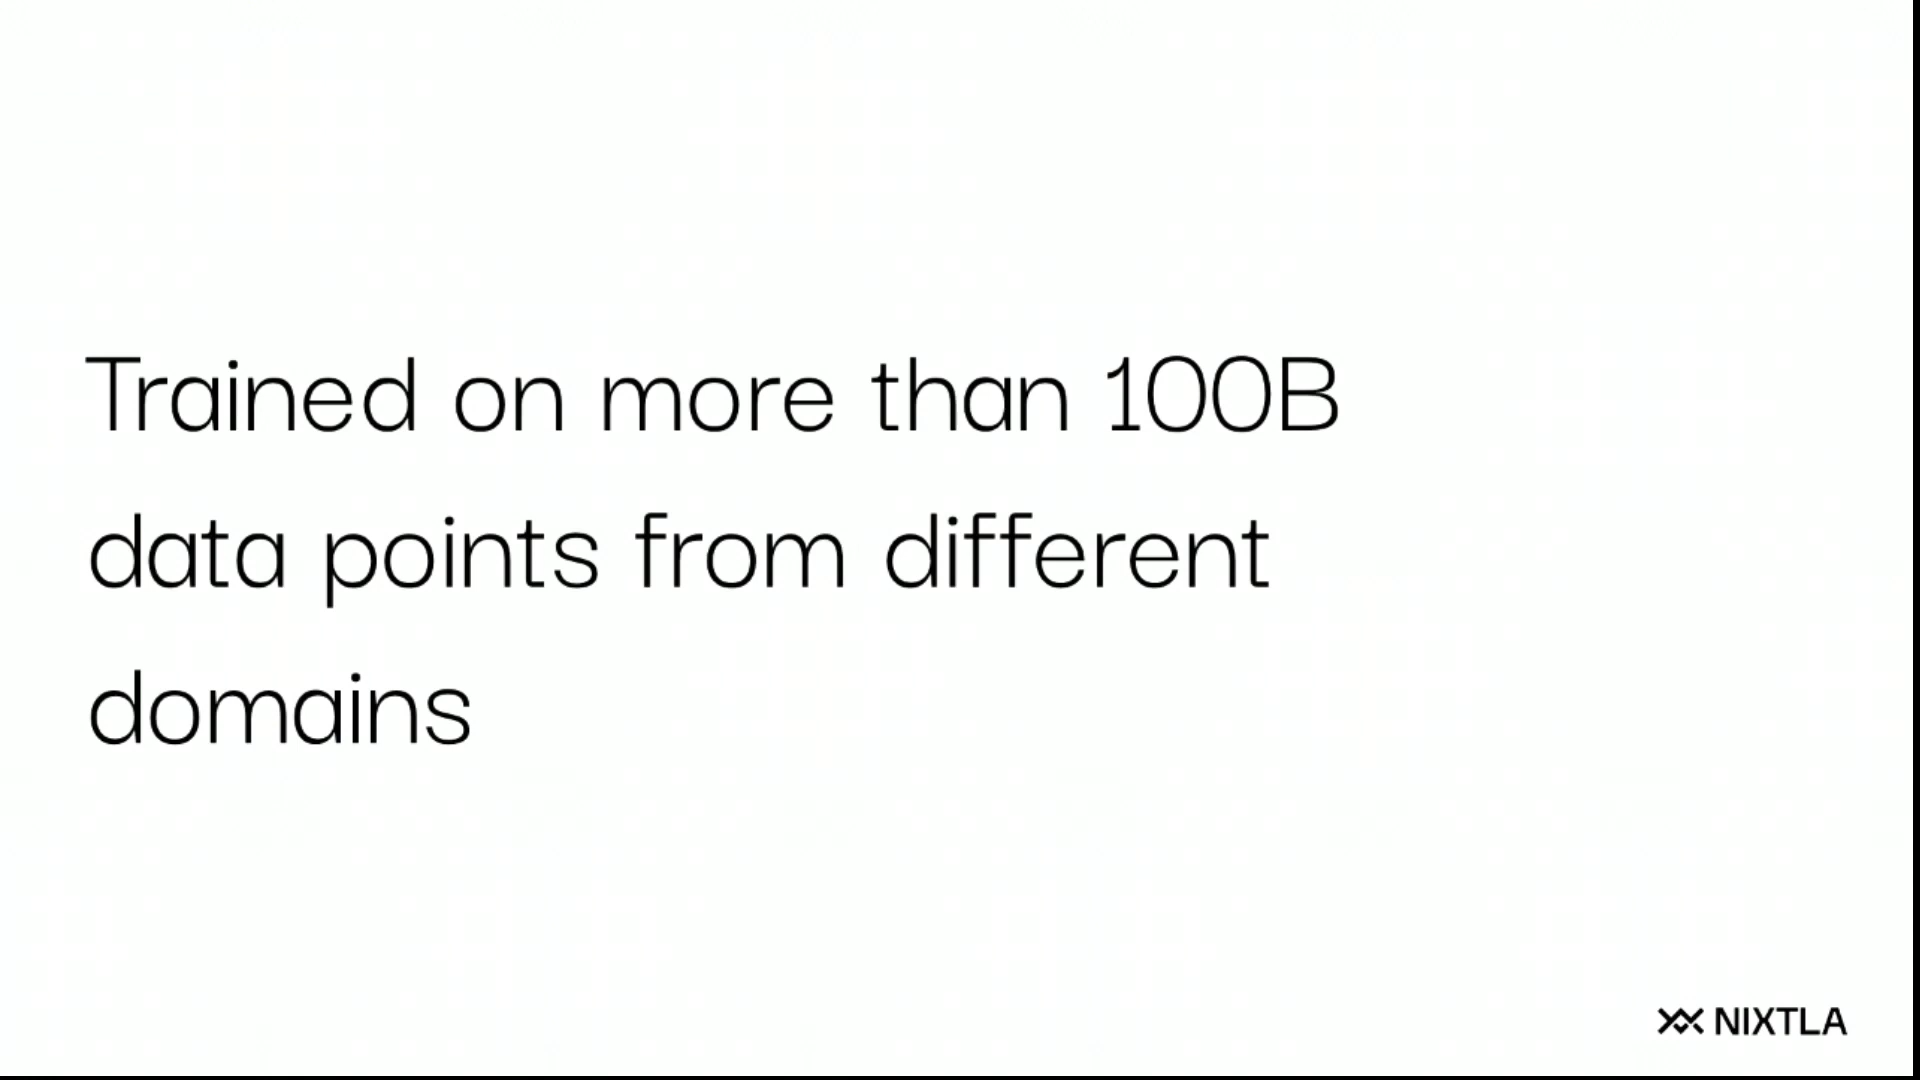 Trained on more than 100B
data points from different
domains
NIXTLA